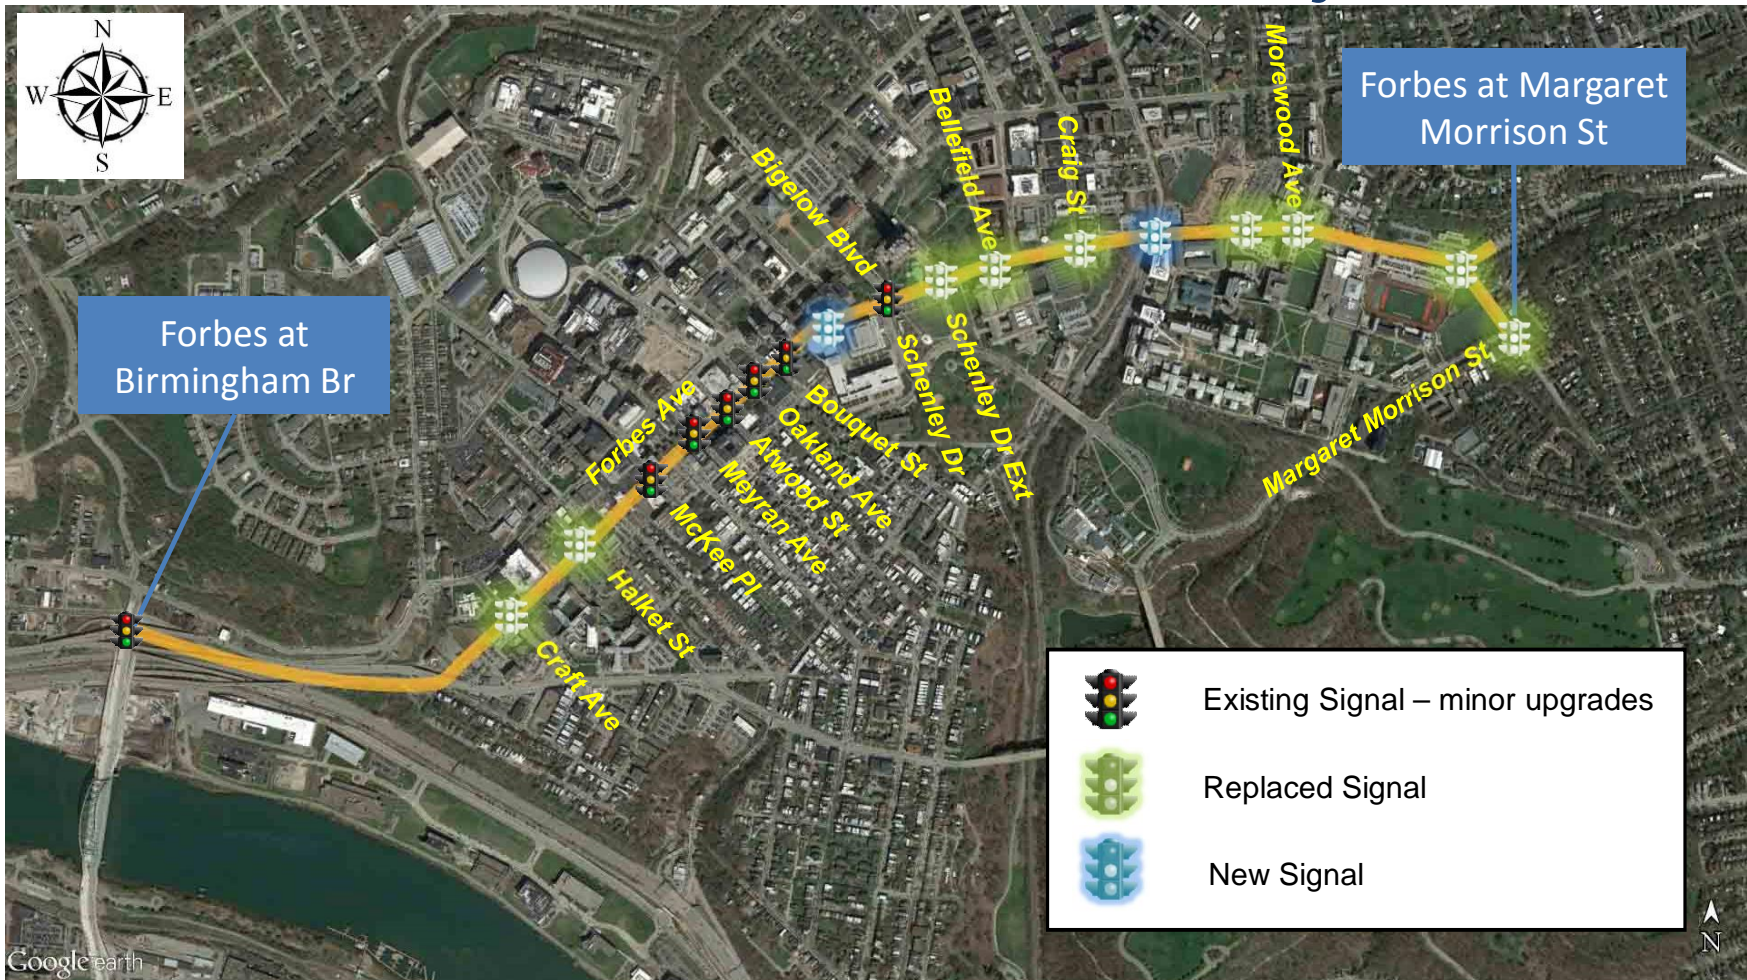 N
W
E
S
Forbes at Margaret
Morrison St
Forbes at
Birmingham Br
Morewood Ave
Bellefield Ave
Craig St
Bigelow Blvd
Schenley Dr Ext
Schenley Dr
Margaret Morrison St
Forbes Ave
Bouquet St
Oakland Ave
Atwood St
Meyran Ave
McKee Pl
Halket St
Craft Ave
Existing Signal – minor upgrades
Replaced Signal
New Signal
N
Google earth